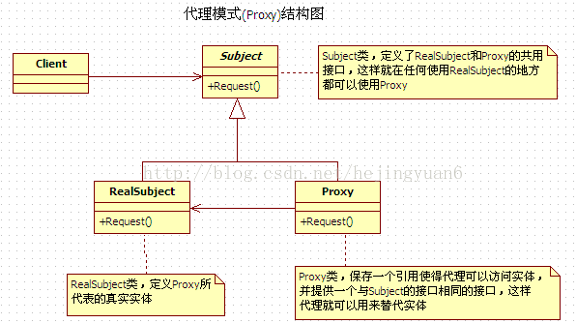 代理模式(Proxy)结构图
Client
Subject
+Request()
Subject类，定义了RealSubject和Proxy的共用
接口，这样就在任何使用RealSubject的地方
都可以使用Proxy
http://blog.csdn.net/hejingyuan6
RealSubject
+Request()
Proxy
+Request()
RealSubject类，定义Proxy所
代表的真实实体
Proxy类，保存一个引用使得代理可以访问实体，
并提供一个与Subject的接口相同的接口，这样
代理就可以用来替代实体